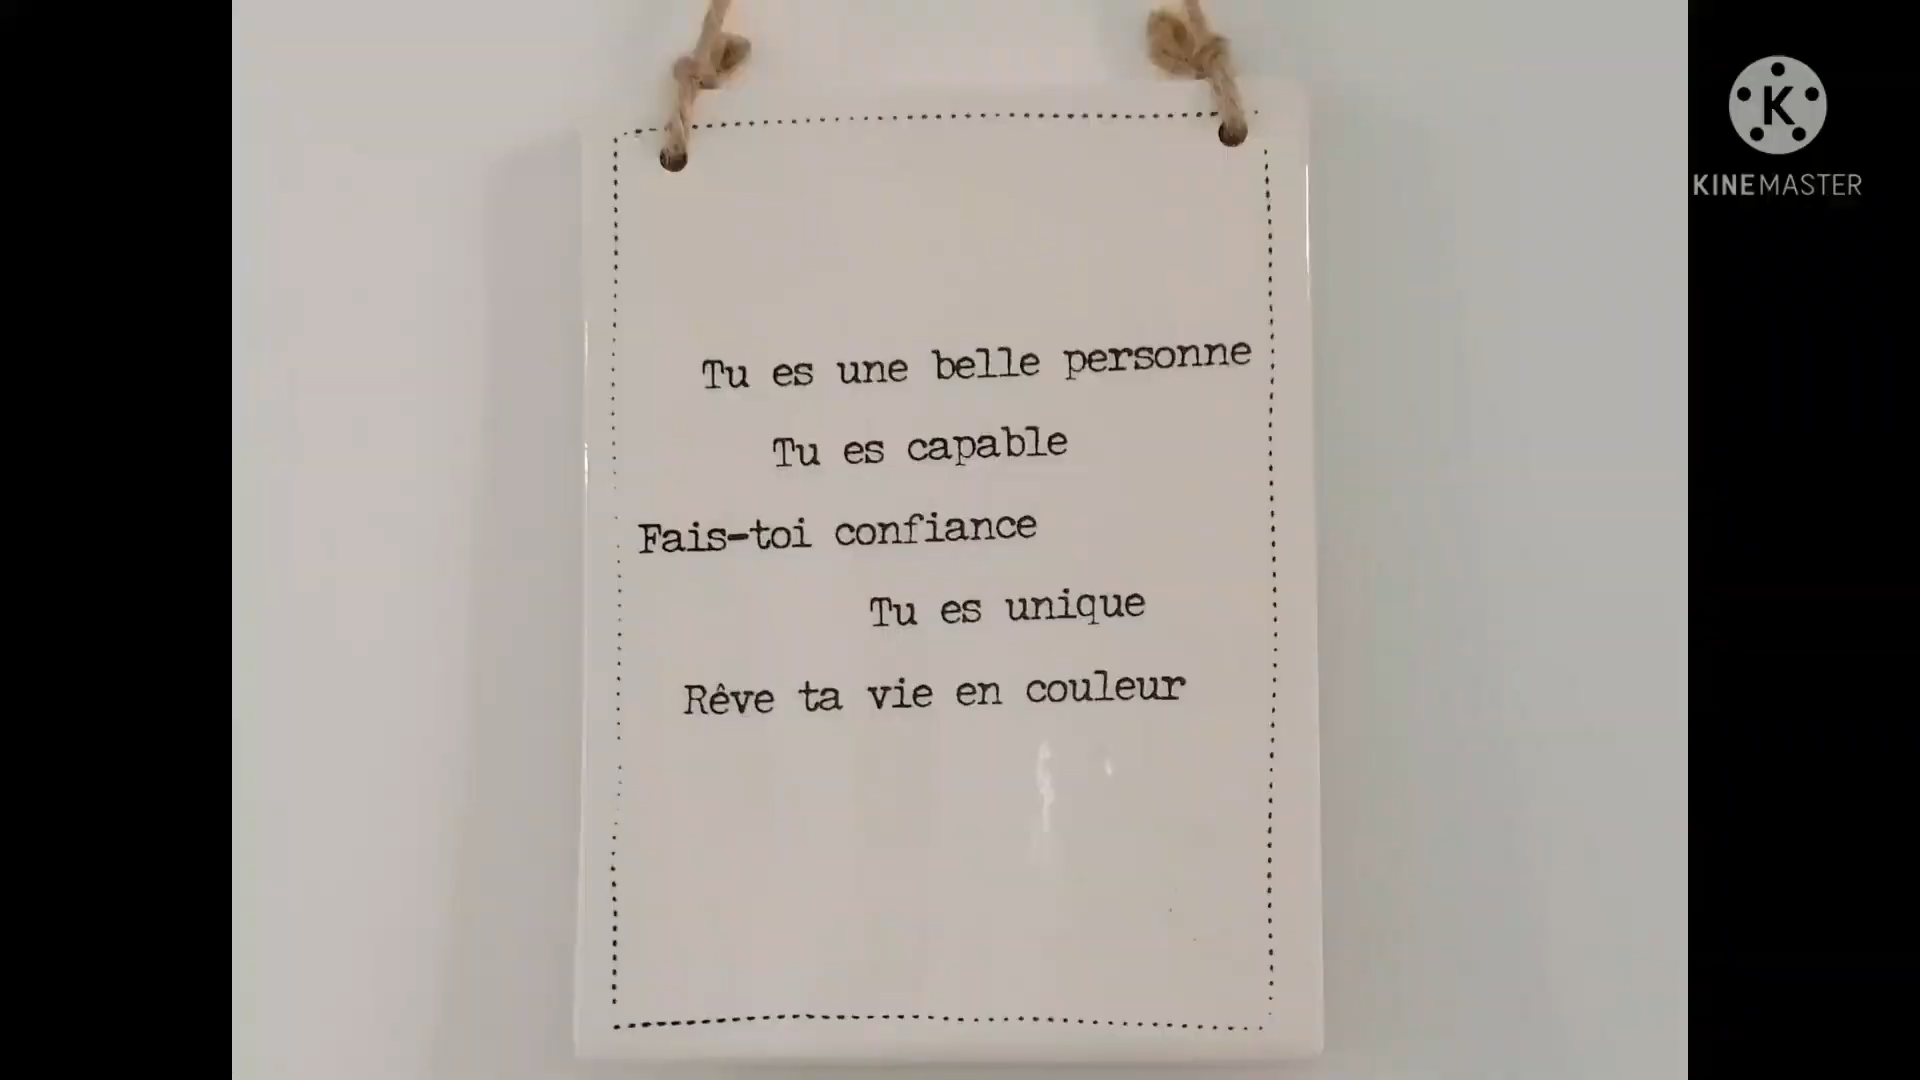 Tu es une belle personne
Tu es capable
Fais-toi confiance
Tu es unique
Rêve ta vie en couleur
K
KINEMASTER